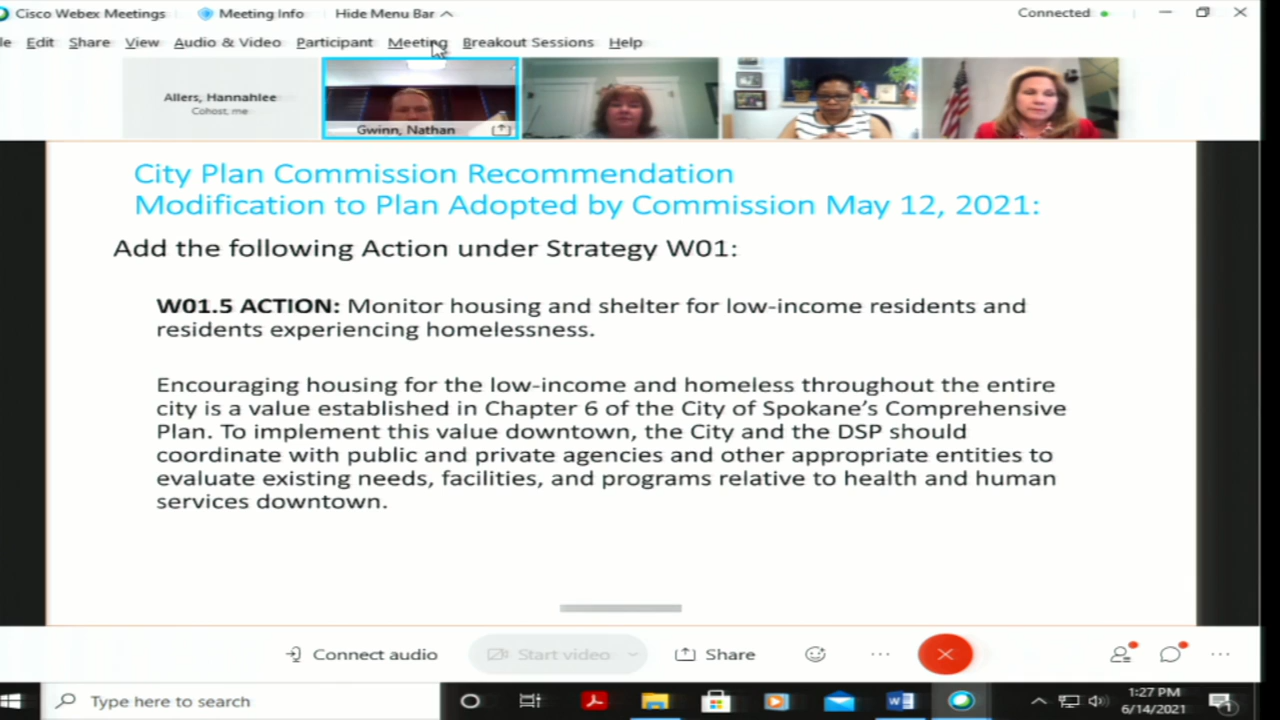 Cisco Webex Meetings Meeting Info Hide Menu Bar Connected
Edit Share View Audio & Video Participant Meeting Breakout Sessions Help
Allers, Hannahlee
Cohost, me
Gwinn, Nathan
City Plan Commission Recommendation
Modification to Plan Adopted by Commission May 12, 2021:
Add the following Action under Strategy W01:
W01.5 ACTION: Monitor housing and shelter for low-income residents and
residents experiencing homelessness.
Encouraging housing for the low-income and homeless throughout the entire
city is a value established in Chapter 6 of the City of Spokane’s Comprehensive
Plan. To implement this value downtown, the City and the DSP should
coordinate with public and private agencies and other appropriate entities to
evaluate existing needs, facilities, and programs relative to health and human
services downtown.
Connect audio Start video Share
Type here to search
1:27 PM
6/14/2021